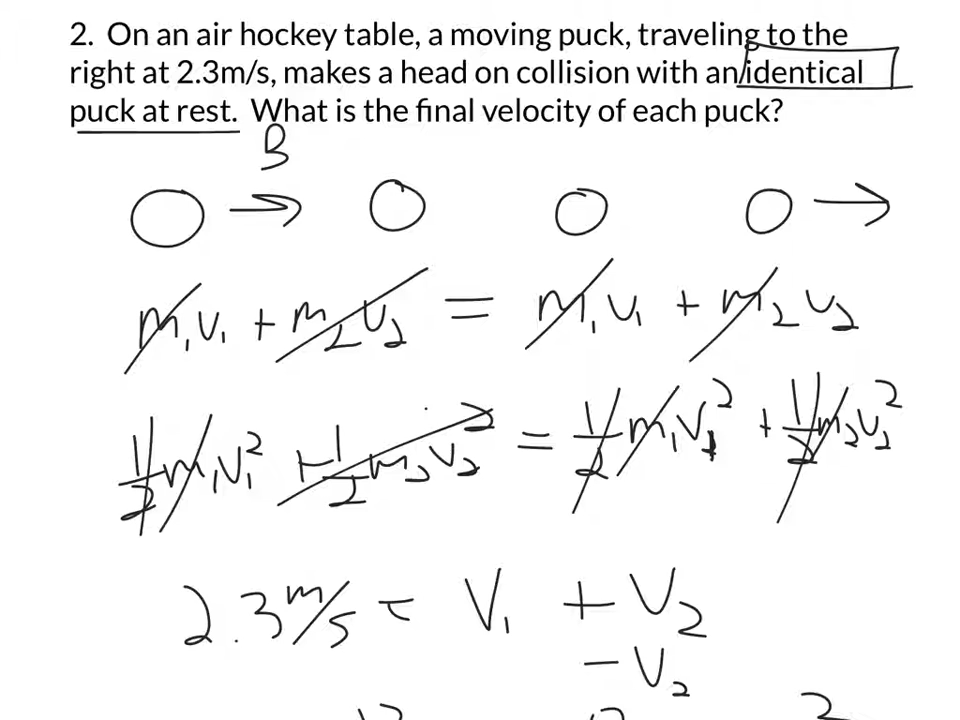 2. On an air hockey table, a moving puck, traveling to the
right at 2.3m/s, makes a head on collision with an identical
puck at rest. What is the final velocity of each puck?
B
m₁v₁ + m₂v₂ = m₁v₁ + m₂v₂
½m₁v₁² + ½m₂v₂² = ½m₁v₁² + ½m₂v₂²
2.3 m/s = V₁ + V₂
- V₂